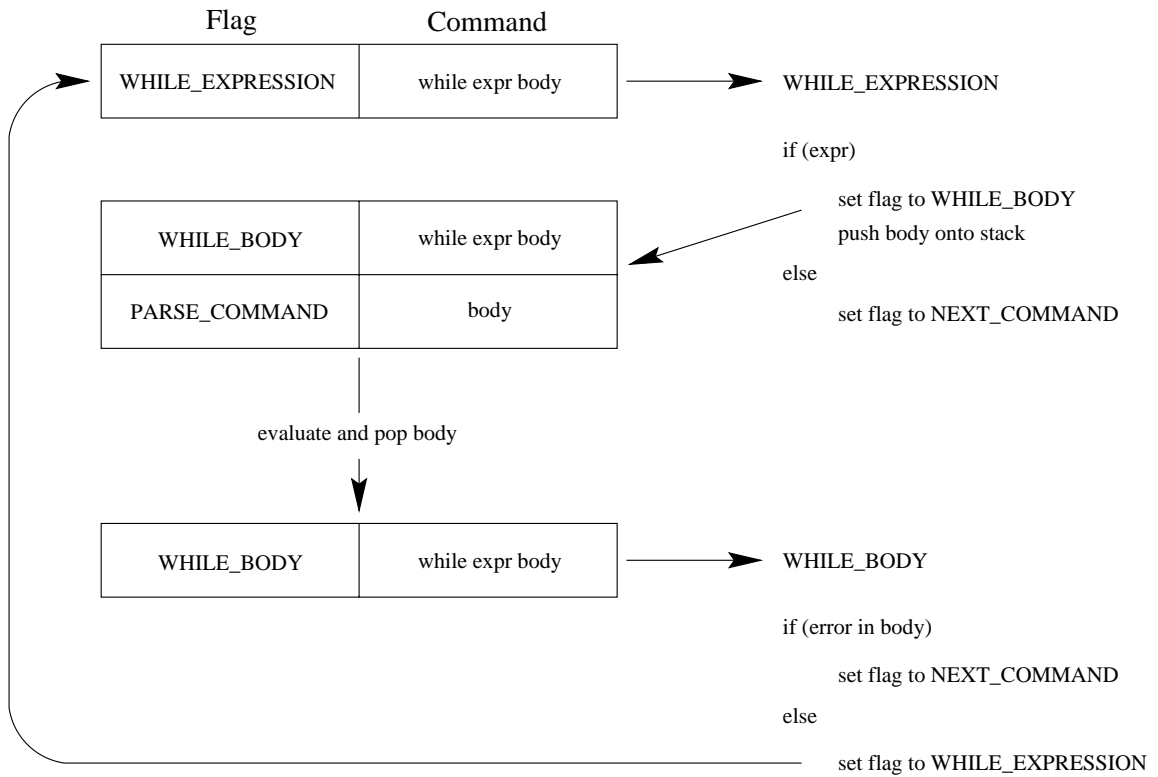 Flag Command
WHILE_EXPRESSION while expr body WHILE_EXPRESSION
if (expr)
set flag to WHILE_BODY
WHILE_BODY while expr body push body onto stack
else
PARSE_COMMAND body set flag to NEXT_COMMAND
evaluate and pop body
WHILE_BODY while expr body WHILE_BODY
if (error in body)
set flag to NEXT_COMMAND
else
set flag to WHILE_EXPRESSION